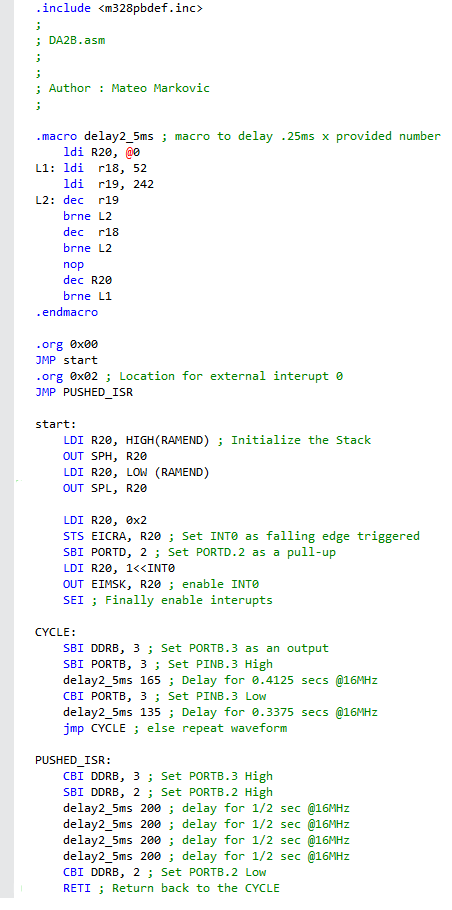 .include <m328pbdef.inc>
;
; DA2B.asm
;
;
; Author : Mateo Markovic
;

.macro delay2_5ms ; macro to delay .25ms x provided number
    ldi R20, @0
L1: ldi  r18, 52
    ldi  r19, 242
L2: dec  r19
    brne L2
    dec  r18
    brne L2
    nop
    dec R20
    brne L1
.endmacro

.org 0x00
JMP start
.org 0x02 ; Location for external interupt 0
JMP PUSHED_ISR

start:
    LDI R20, HIGH(RAMEND) ; Initialize the Stack
    OUT SPH, R20
    LDI R20, LOW (RAMEND)
    OUT SPL, R20

    LDI R20, 0x2
    STS EICRA, R20 ; Set INT0 as falling edge triggered
    SBI PORTD, 2 ; Set PORTD.2 as a pull-up
    LDI R20, 1<<INT0
    OUT EIMSK, R20 ; enable INT0
    SEI ; Finally enable interupts

CYCLE:
    SBI DDRB, 3 ; Set PORTB.3 as an output
    SBI PORTB, 3 ; Set PINB.3 High
    delay2_5ms 165 ; Delay for 0.4125 secs @16MHz
    CBI PORTB, 3 ; Set PINB.3 Low
    delay2_5ms 135 ; Delay for 0.3375 secs @16MHz
    jmp CYCLE ; else repeat waveform

PUSHED_ISR:
    CBI DDRB, 3 ; Set PORTB.3 High
    SBI DDRB, 2 ; Set PORTB.2 High
    delay2_5ms 200 ; delay for 1/2 sec @16MHz
    delay2_5ms 200 ; delay for 1/2 sec @16MHz
    delay2_5ms 200 ; delay for 1/2 sec @16MHz
    delay2_5ms 200 ; delay for 1/2 sec @16MHz
    CBI DDRB, 2 ; Set PORTB.2 Low
    RETI ; Return back to the CYCLE